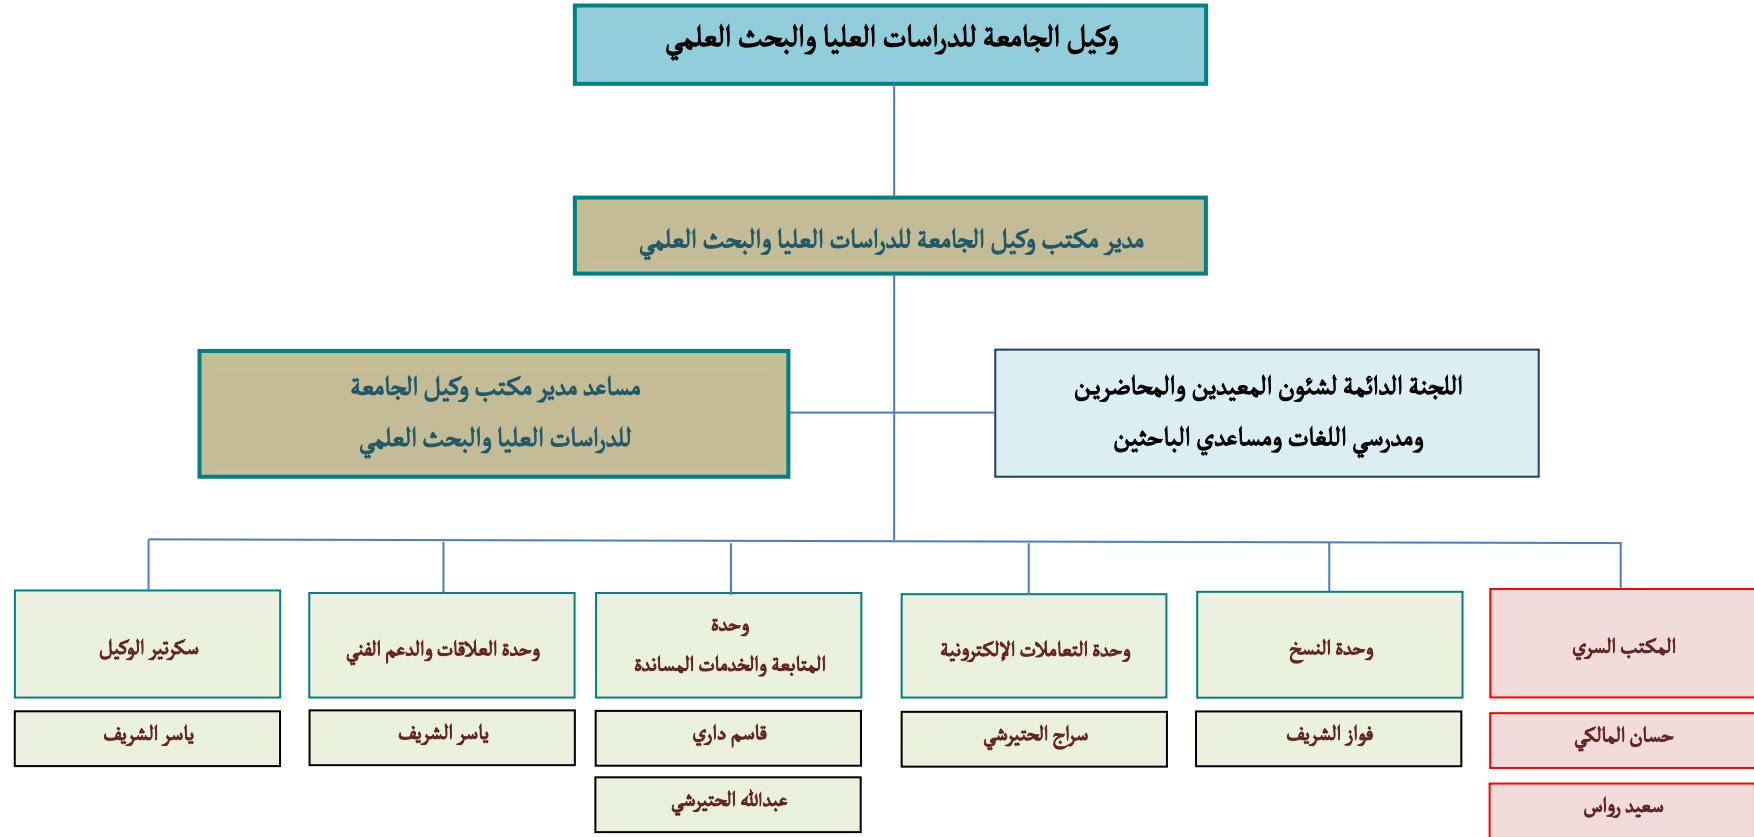 وكيل الجامعة للدراسات العليا والبحث العلمي
مدير مكتب وكيل الجامعة للدراسات العليا والبحث العلمي
اللجنة الدائمة لشئون المعيدين والمحاضرين
ومدرسي اللغات ومساعدي الباحثين
مساعد مدير مكتب وكيل الجامعة
للدراسات العليا والبحث العلمي
المكتب السري
حسان المالكي
سعيد رواس
وحدة النسخ
فواز الشريف
وحدة التعاملات الإلكترونية
سراج الحتيرشي
وحدة
المتابعة والخدمات المساندة
قاسم داري
عبدالله الحتيرشي
وحدة العلاقات والدعم الفني
ياسر الشريف
سكرتير الوكيل
ياسر الشريف